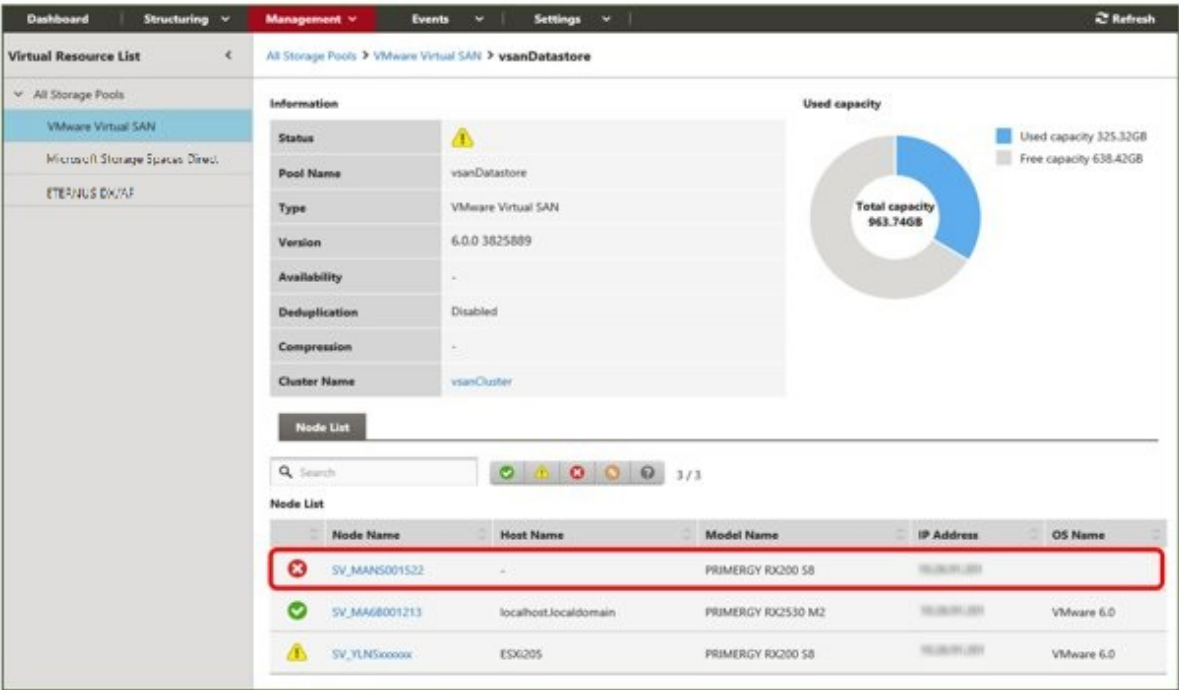 Dashboard Structuring Management Events Settings Refresh
Virtual Resource List
All Storage Pools > VMware Virtual SAN > vsanDatastore
All Storage Pools
VMware Virtual SAN
Microsoft Storage Spaces Direct
ETERNUS DX/AF
Information
Status
Pool Name vsanDatastore
Type VMware Virtual SAN
Version 6.0.0 3825889
Availability -
Deduplication Disabled
Compression -
Cluster Name vsanCluster
Used capacity
Used capacity 325.32GB
Free capacity 638.42GB
Total capacity
963.74GB
Node List
Search 3 / 3
Node List
Node Name Host Name Model Name IP Address OS Name
SV_MANS001522 - PRIMERGY RX200 S8
SV_MA6B001213 localhost.localdomain PRIMERGY RX2530 M2 VMware 6.0
SV_YLNSxxxxxx ESXi205 PRIMERGY RX200 S8 VMware 6.0